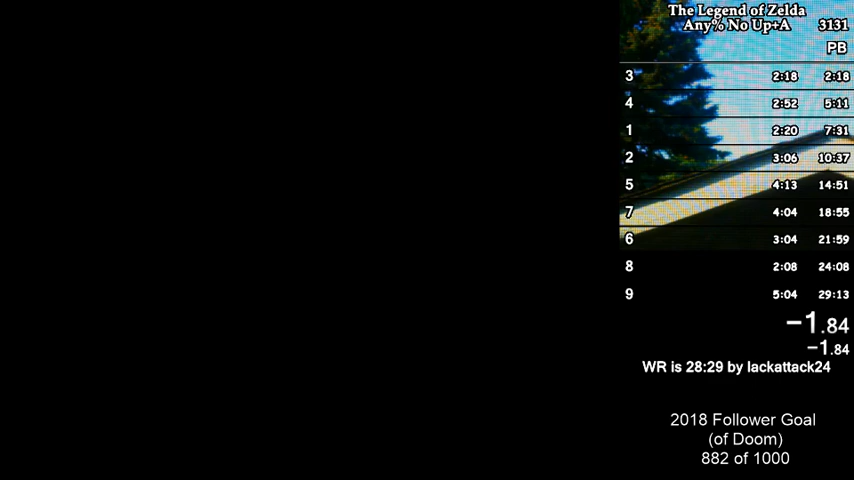 The Legend of Zelda
Any% No Up+A 3131
PB
3 2:18 2:18
4 2:52 5:11
1 2:20 7:31
2 3:06 10:37
5 4:13 14:51
7 4:04 18:55
6 3:04 21:59
8 2:08 24:08
9 5:04 29:13
−1.84
−1.84
WR is 28:29 by lackattack24
2018 Follower Goal
(of Doom)
882 of 1000